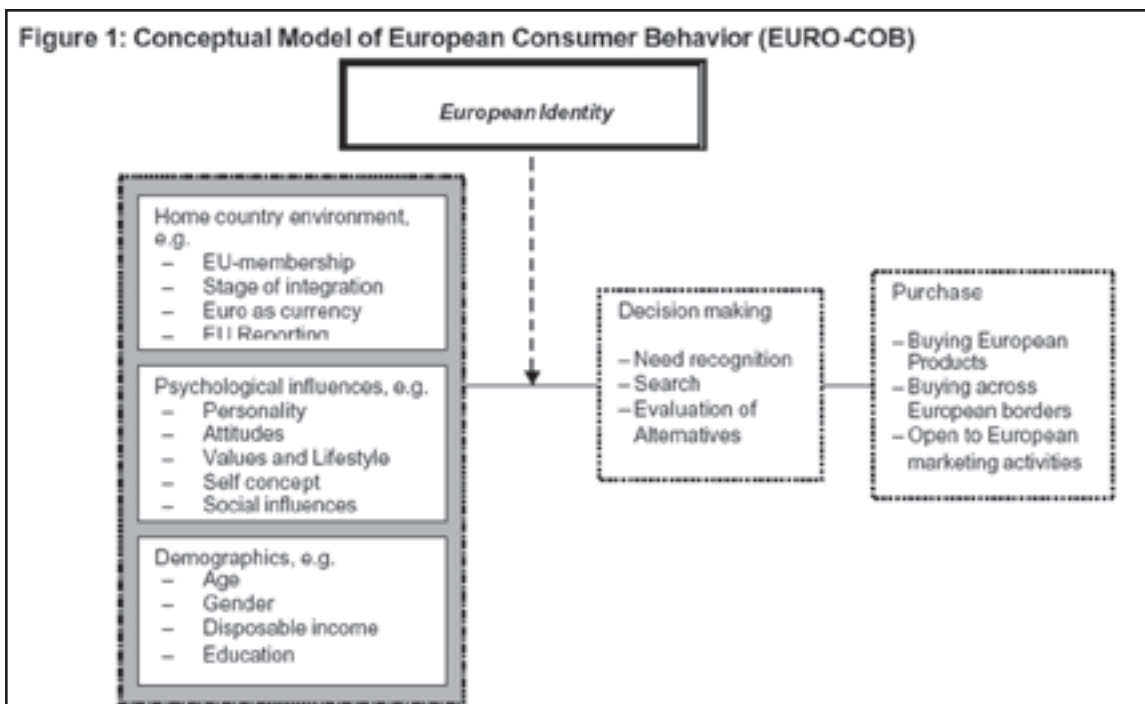 Figure 1: Conceptual Model of European Consumer Behavior (EURO-COB)
European Identity
Home country environment,
e.g.
– EU-membership
– Stage of integration
– Euro as currency
– EU Reporting
Psychological influences, e.g.
– Personality
– Attitudes
– Values and Lifestyle
– Self concept
– Social influences
Demographics, e.g.
– Age
– Gender
– Disposable income
– Education
Decision making
– Need recognition
– Search
– Evaluation of
Alternatives
Purchase
– Buying European
Products
– Buying across
European borders
– Open to European
marketing activities